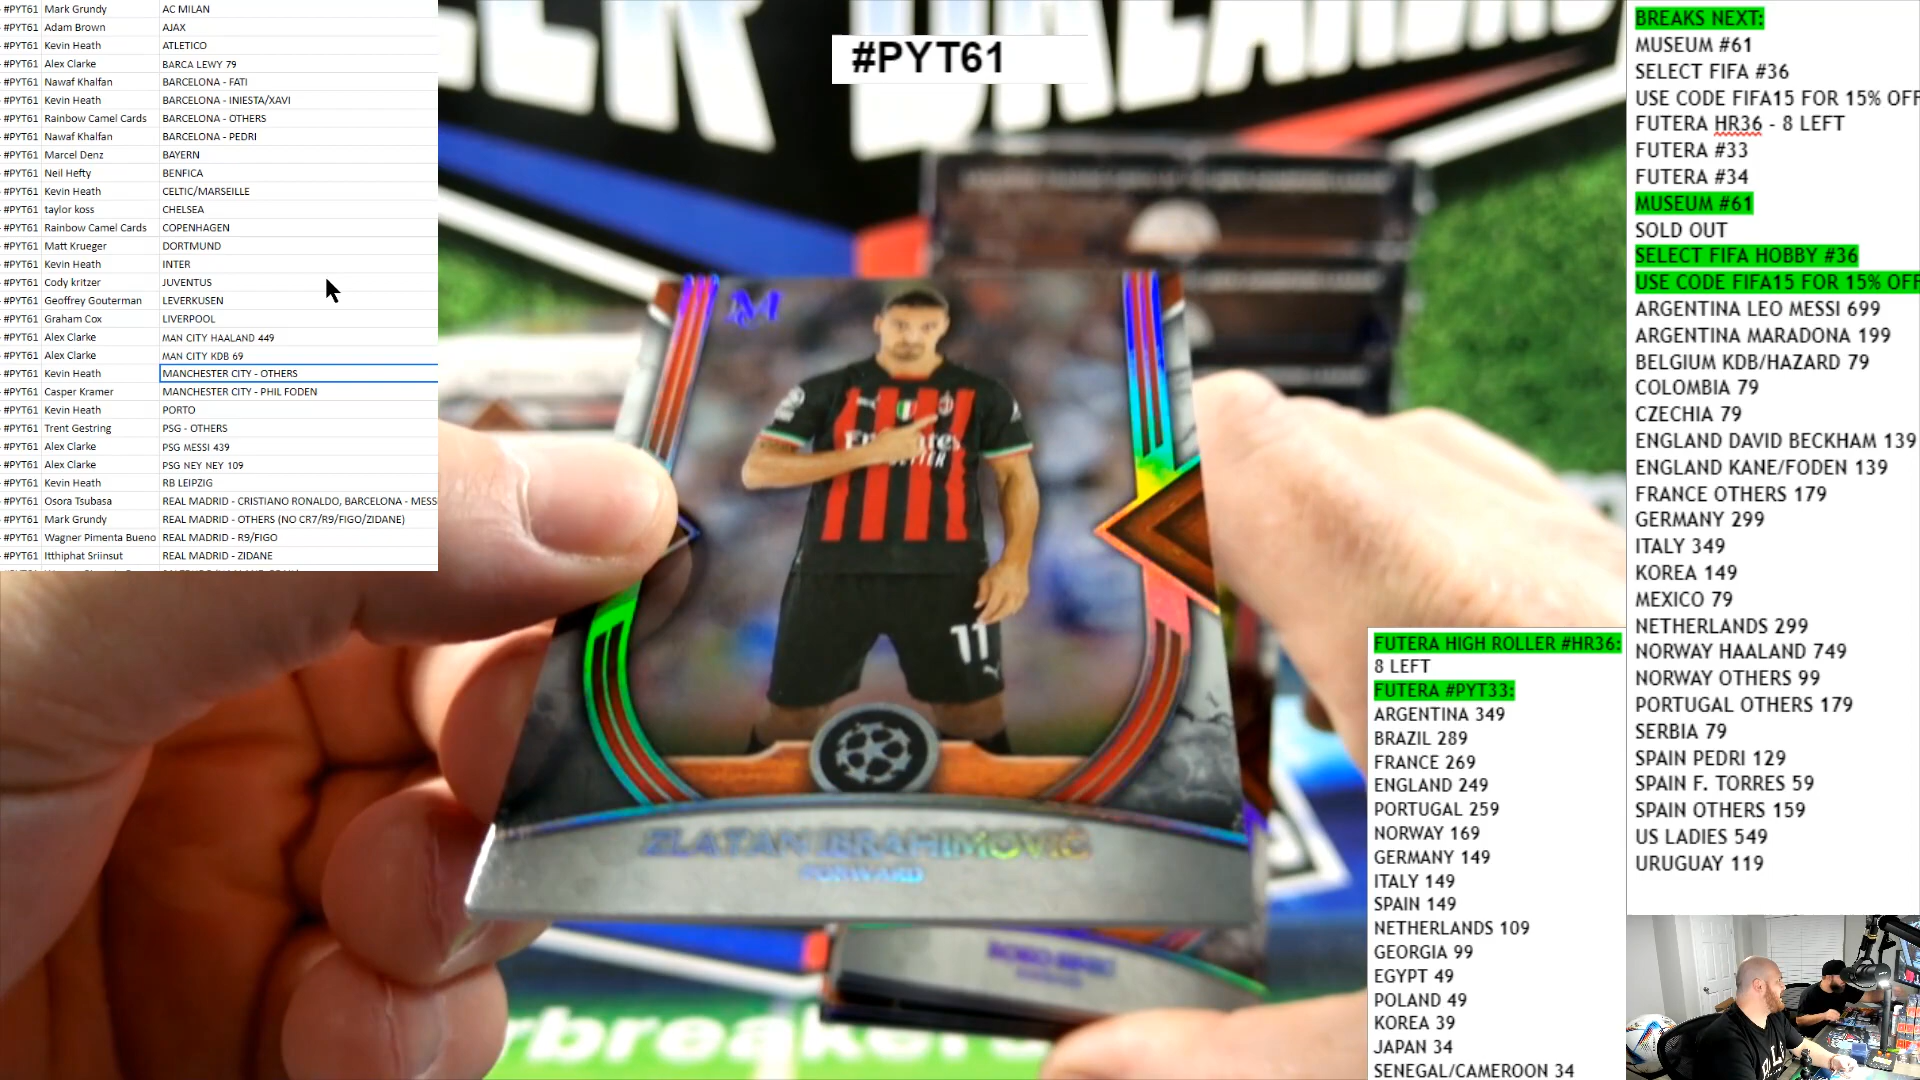 #PYT61 Mark Grundy AC MILAN
#PYT61 Adam Brown AJAX
#PYT61 Kevin Heath ATLETICO
#PYT61 Alex Clarke BARCA LEWY 79
#PYT61 Nawaf Khalfan BARCELONA - FATI
#PYT61 Kevin Heath BARCELONA - INIESTA/XAVI
#PYT61 Rainbow Camel Cards BARCELONA - OTHERS
#PYT61 Nawaf Khalfan BARCELONA - PEDRI
#PYT61 Marcel Denz BAYERN
#PYT61 Neil Hefty BENFICA
#PYT61 Kevin Heath CELTIC/MARSEILLE
#PYT61 taylor koss CHELSEA
#PYT61 Rainbow Camel Cards COPENHAGEN
#PYT61 Matt Krueger DORTMUND
#PYT61 Kevin Heath INTER
#PYT61 Cody kritzer JUVENTUS
#PYT61 Geoffrey Gouterman LEVERKUSEN
#PYT61 Graham Cox LIVERPOOL
#PYT61 Alex Clarke MAN CITY HAALAND 449
#PYT61 Alex Clarke MAN CITY KDB 69
#PYT61 Kevin Heath MANCHESTER CITY - OTHERS
#PYT61 Casper Kramer MANCHESTER CITY - PHIL FODEN
#PYT61 Kevin Heath PORTO
#PYT61 Trent Gestring PSG - OTHERS
#PYT61 Alex Clarke PSG MESSI 439
#PYT61 Alex Clarke PSG NEY NEY 109
#PYT61 Kevin Heath RB LEIPZIG
#PYT61 Osora Tsubasa REAL MADRID - CRISTIANO RONALDO, BARCELONA - MESS
#PYT61 Mark Grundy REAL MADRID - OTHERS (NO CR7/R9/FIGO/ZIDANE)
#PYT61 Wagner Pimenta Bueno REAL MADRID - R9/FIGO
#PYT61 Itthiphat Sriinsut REAL MADRID - ZIDANE
#PYT61
M
Emirates
FLY BETTER
11
ZLATAN IBRAHIMOVIĆ
FORWARD
rbreakers
BREAKS NEXT:
MUSEUM #61
SELECT FIFA #36
USE CODE FIFA15 FOR 15% OFF
FUTERA HR36 - 8 LEFT
FUTERA #33
FUTERA #34
MUSEUM #61
SOLD OUT
SELECT FIFA HOBBY #36
USE CODE FIFA15 FOR 15% OFF
ARGENTINA LEO MESSI 699
ARGENTINA MARADONA 199
BELGIUM KDB/HAZARD 79
COLOMBIA 79
CZECHIA 79
ENGLAND DAVID BECKHAM 139
ENGLAND KANE/FODEN 139
FRANCE OTHERS 179
GERMANY 299
ITALY 349
KOREA 149
MEXICO 79
NETHERLANDS 299
NORWAY HAALAND 749
NORWAY OTHERS 99
PORTUGAL OTHERS 179
SERBIA 79
SPAIN PEDRI 129
SPAIN F. TORRES 59
SPAIN OTHERS 159
US LADIES 549
URUGUAY 119
FUTERA HIGH ROLLER #HR36:
8 LEFT
FUTERA #PYT33:
ARGENTINA 349
BRAZIL 289
FRANCE 269
ENGLAND 249
PORTUGAL 259
NORWAY 169
GERMANY 149
ITALY 149
SPAIN 149
NETHERLANDS 109
GEORGIA 99
EGYPT 49
POLAND 49
KOREA 39
JAPAN 34
SENEGAL/CAMEROON 34